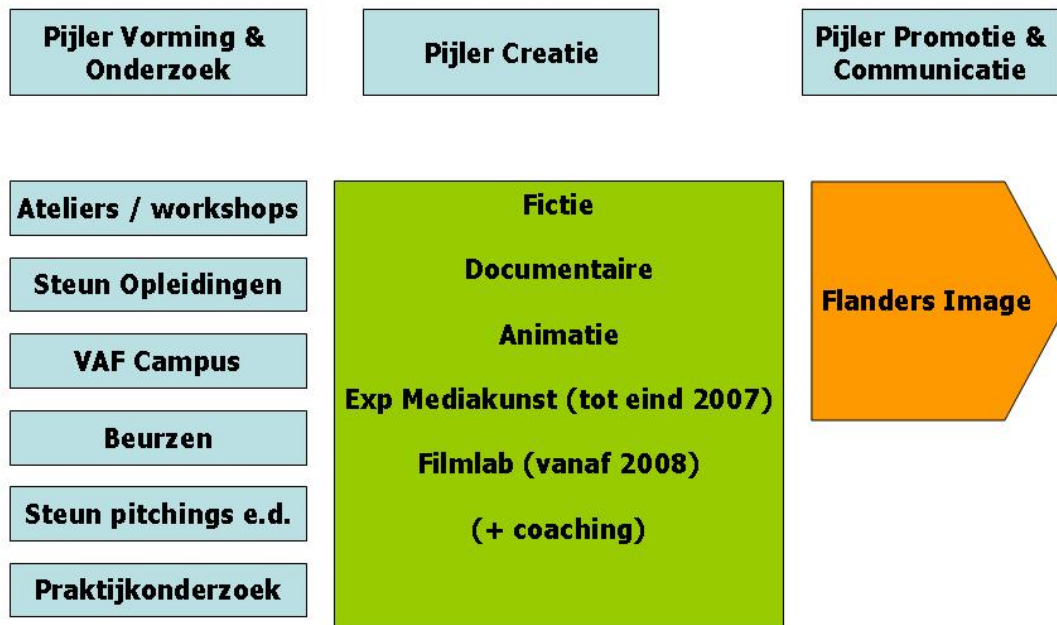 Pijler Vorming &
Onderzoek
Pijler Creatie
Pijler Promotie &
Communicatie
Ateliers / workshops
Steun Opleidingen
VAF Campus
Beurzen
Steun pitchings e.d.
Praktijkonderzoek
Fictie
Documentaire
Animatie
Exp Mediakunst (tot eind 2007)
Filmlab (vanaf 2008)
(+ coaching)
Flanders Image